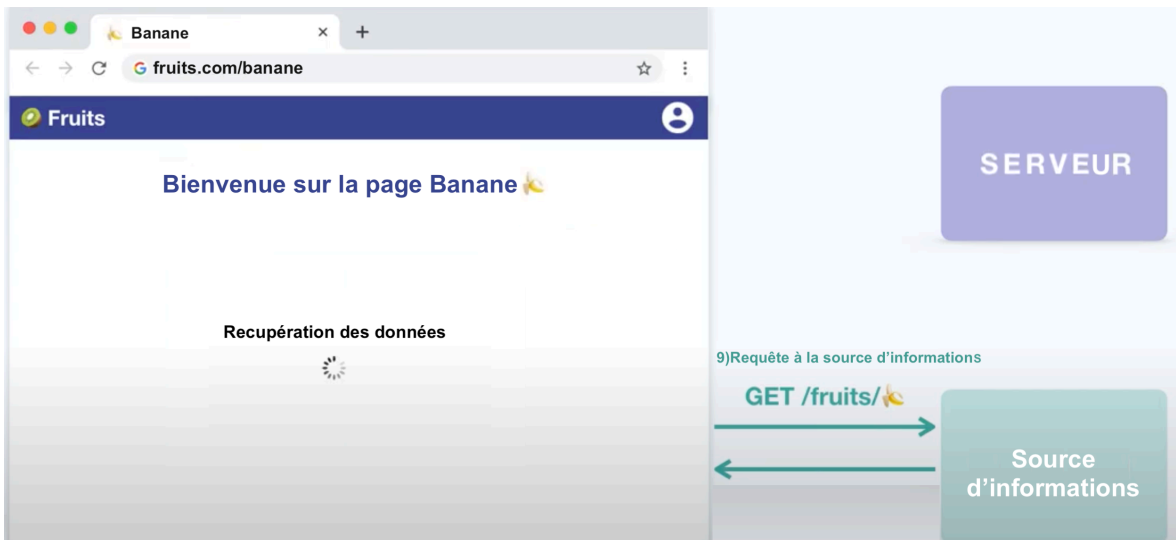 Banane
fruits.com/banane
Fruits
Bienvenue sur la page Banane
Recupération des données
SERVEUR
9)Requête à la source d'informations
GET /fruits/🍌
Source
d'informations